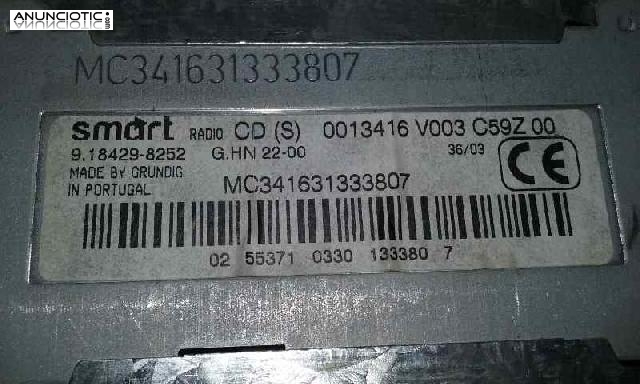 ANUNCIOTIC.com
MC341631333807
smart RADIO CD (S) 0013416 V003 C59Z 00
9.18429-8252 G.HN 22-00 36/03 CE
MADE BY GRUNDIG
IN PORTUGAL MC341631333807
02 55371 0330 133380 7